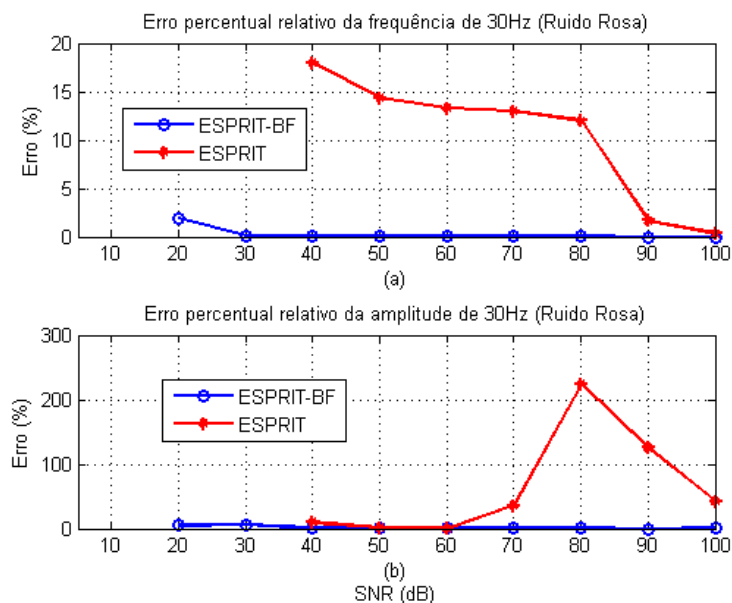 Erro percentual relativo da frequência de 30Hz (Ruido Rosa)
20
15
10
5
0
Erro (%)
ESPRIT-BF
ESPRIT
10 20 30 40 50 60 70 80 90 100
(a)
Erro percentual relativo da amplitude de 30Hz (Ruido Rosa)
300
200
100
0
Erro (%)
ESPRIT-BF
ESPRIT
10 20 30 40 50 60 70 80 90 100
(b)
SNR (dB)